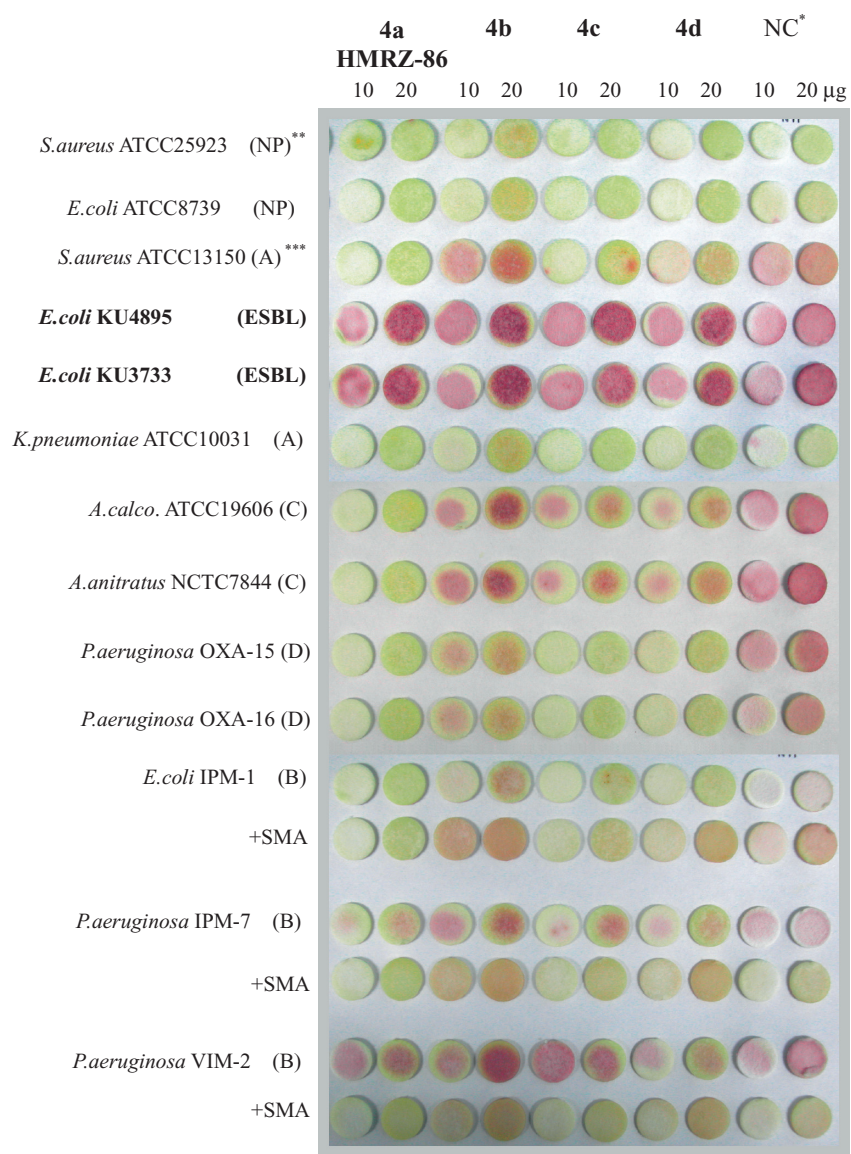 4a 4b 4c 4d NC*
HMRZ-86
10 20 10 20 10 20 10 20 10 20 µg
S.aureus ATCC25923 (NP)**
E.coli ATCC8739 (NP)
S.aureus ATCC13150 (A)***
E.coli KU4895 (ESBL)
E.coli KU3733 (ESBL)
K.pneumoniae ATCC10031 (A)
A.calco. ATCC19606 (C)
A.anitratus NCTC7844 (C)
P.aeruginosa OXA-15 (D)
P.aeruginosa OXA-16 (D)
E.coli IPM-1 (B)
+SMA
P.aeruginosa IPM-7 (B)
+SMA
P.aeruginosa VIM-2 (B)
+SMA